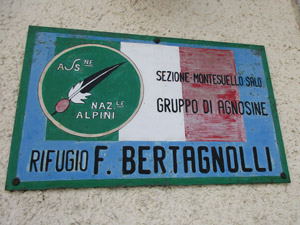 ASS.NE
NAZ.LE
ALPINI
SEZIONE-MONTESUELLO SALO'
GRUPPO DI AGNOSINE
RIFUGIO F. BERTAGNOLLI